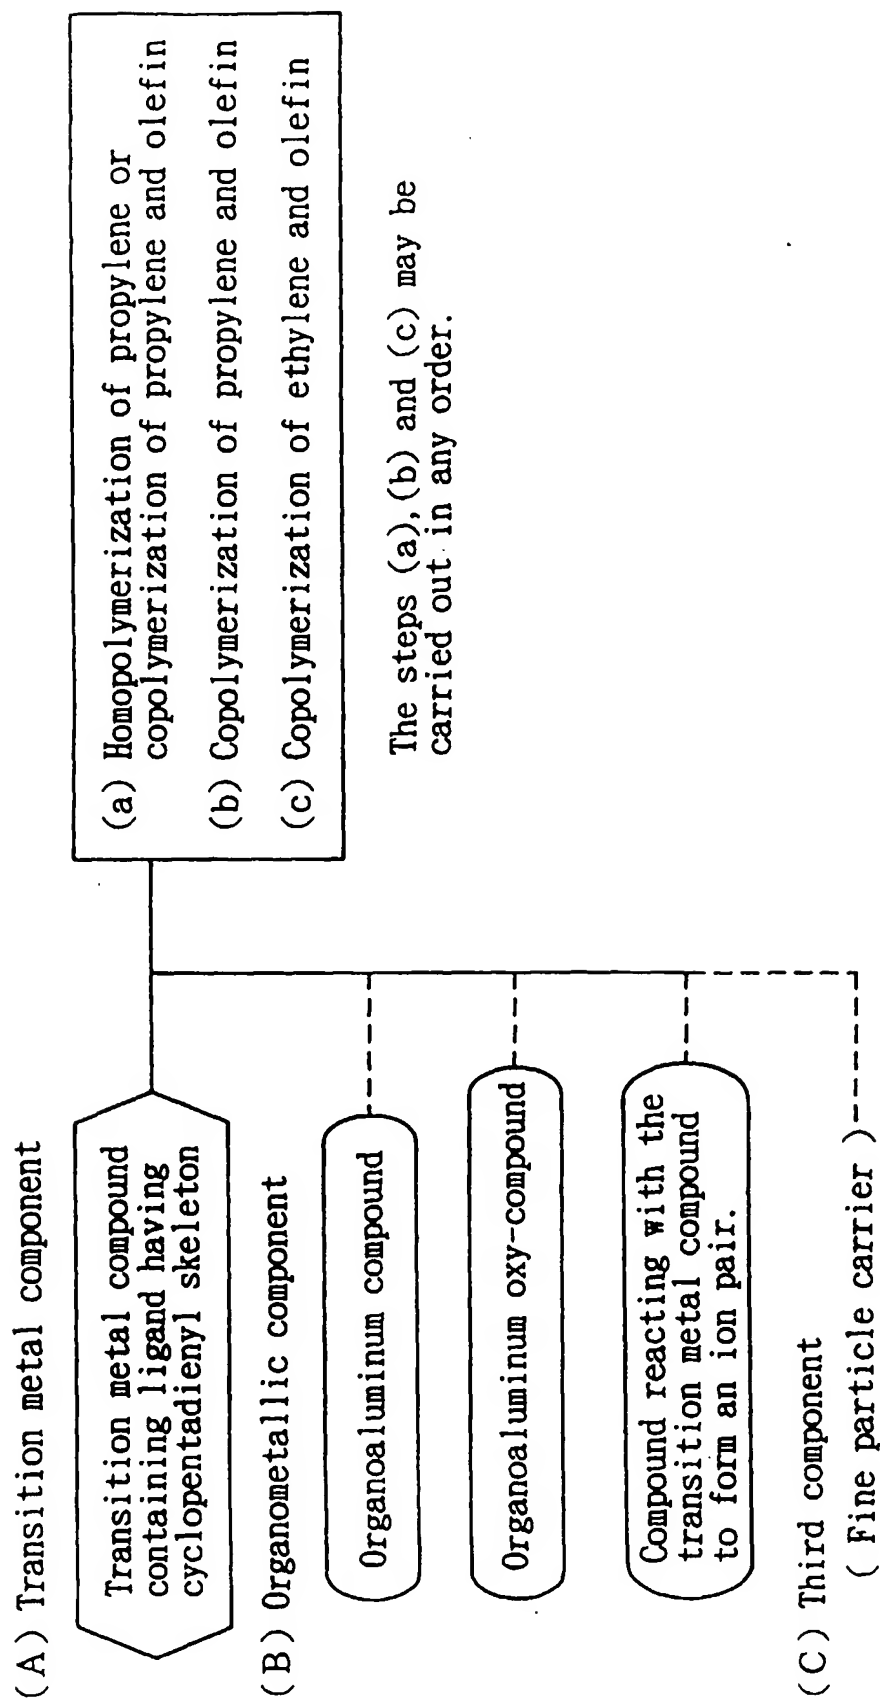 (A) Transition metal component
Transition metal compound
containing ligand having
cyclopentadienyl skeleton
(B) Organometallic component
Organoaluminum compound
Organoaluminum oxy-compound
Compound reacting with the
transition metal compound
to form an ion pair.
(C) Third component
( Fine particle carrier )
(a) Homopolymerization of propylene or
copolymerization of propylene and olefin
(b) Copolymerization of propylene and olefin
(c) Copolymerization of ethylene and olefin
The steps (a),(b) and (c) may be
carried out in any order.